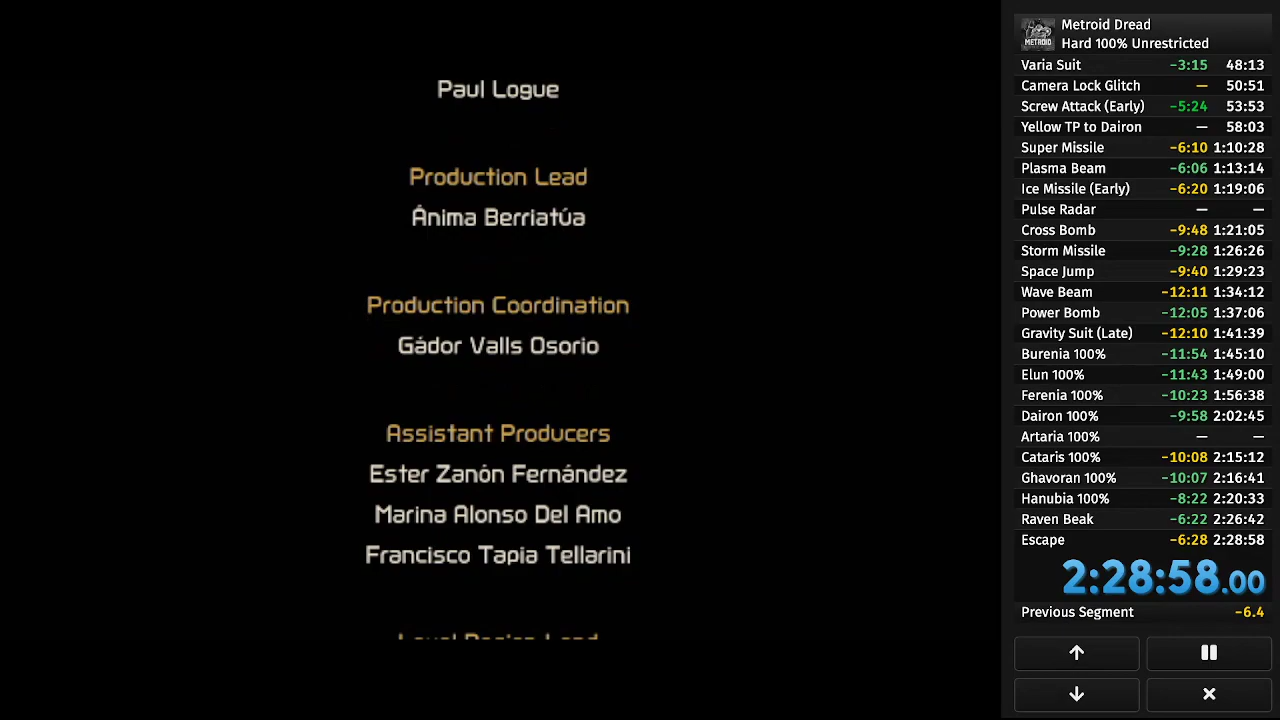 Paul Logue
Production Lead
Ánima Berriatúa
Production Coordination
Gádor Valls Osorio
Assistant Producers
Ester Zanón Fernández
Marina Alonso Del Amo
Francisco Tapia Tellarini
Level Design Lead
METROID
Metroid Dread
Hard 100% Unrestricted
Varia Suit −3:15 48:13
Camera Lock Glitch — 50:51
Screw Attack (Early) −5:24 53:53
Yellow TP to Dairon — 58:03
Super Missile −6:10 1:10:28
Plasma Beam −6:06 1:13:14
Ice Missile (Early) −6:20 1:19:06
Pulse Radar — —
Cross Bomb −9:48 1:21:05
Storm Missile −9:28 1:26:26
Space Jump −9:40 1:29:23
Wave Beam −12:11 1:34:12
Power Bomb −12:05 1:37:06
Gravity Suit (Late) −12:10 1:41:39
Burenia 100% −11:54 1:45:10
Elun 100% −11:43 1:49:00
Ferenia 100% −10:23 1:56:38
Dairon 100% −9:58 2:02:45
Artaria 100% — —
Cataris 100% −10:08 2:15:12
Ghavoran 100% −10:07 2:16:41
Hanubia 100% −8:22 2:20:33
Raven Beak −6:22 2:26:42
Escape −6:28 2:28:58
2:28:58.00
Previous Segment −6.4